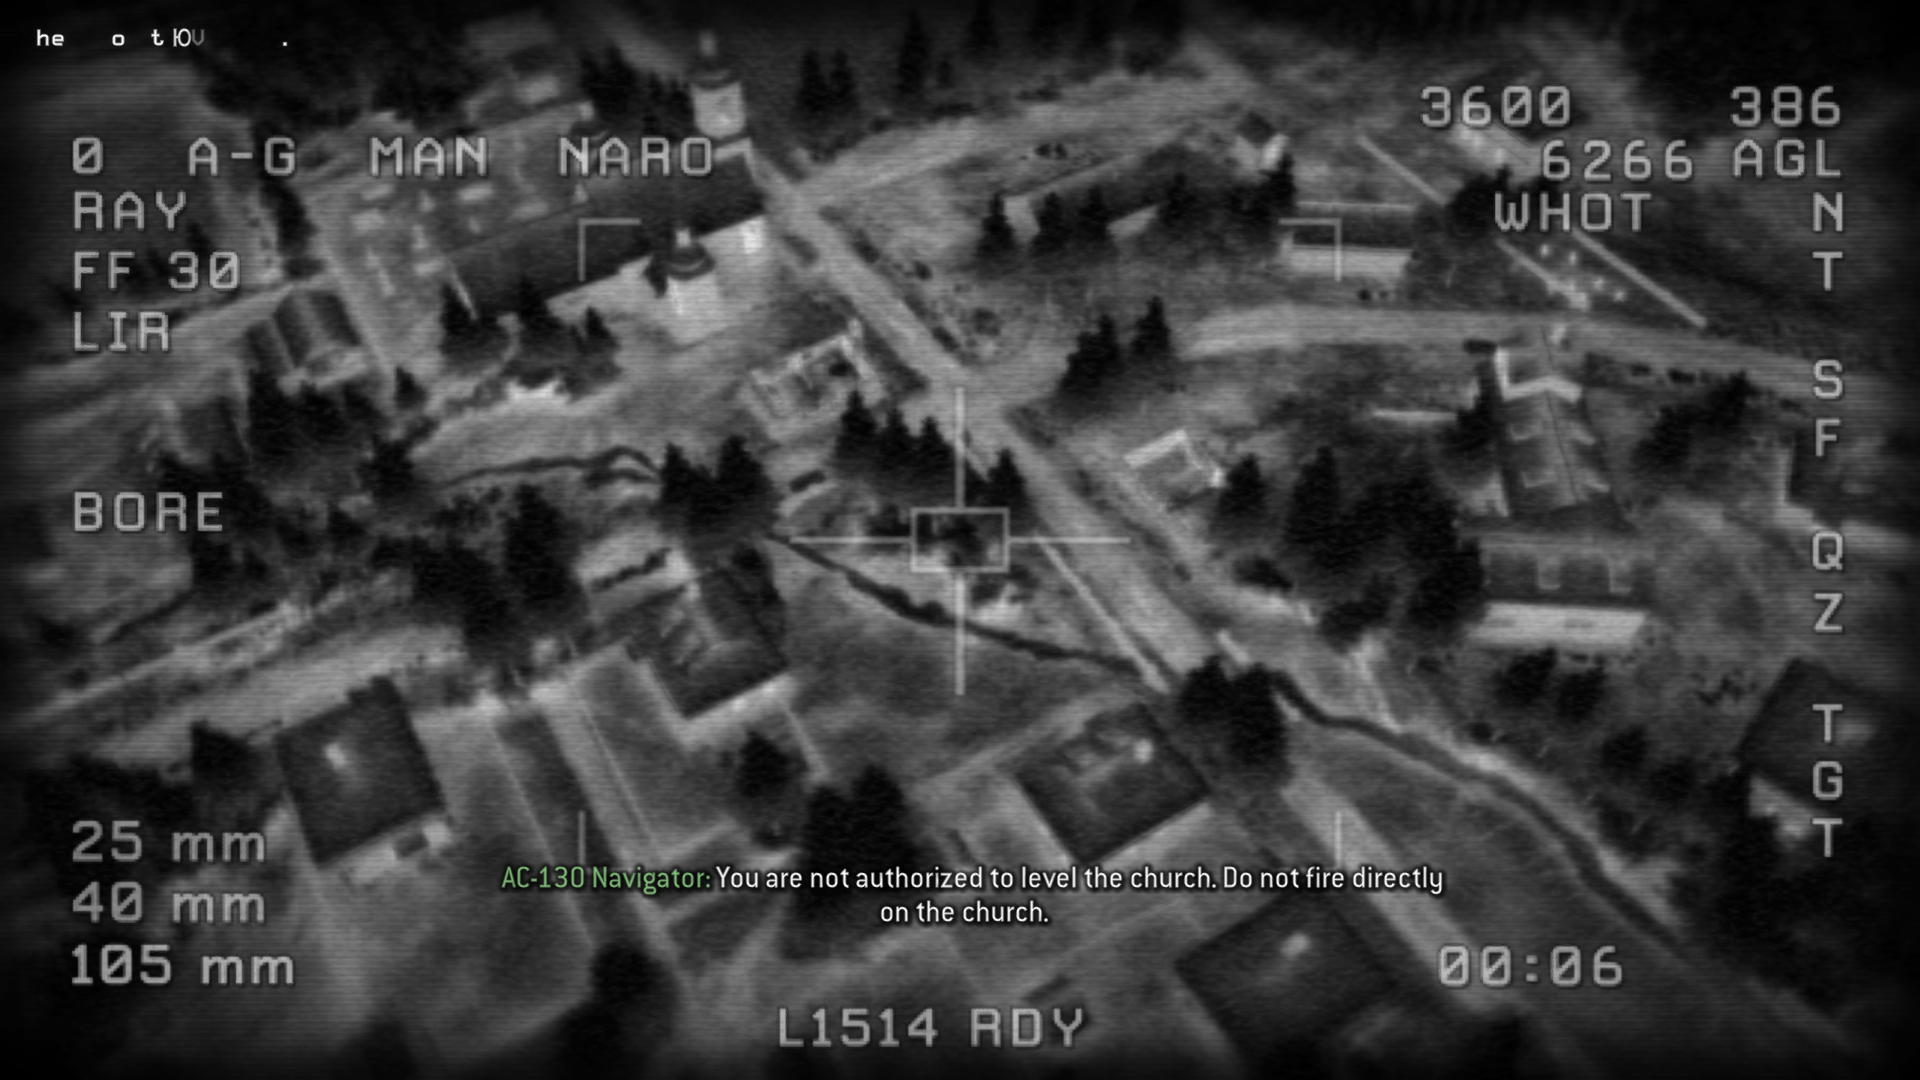 0 A-G MAN NARO
RAY
FF 30
LIR
BORE
3600 386
6266 AGL
WHOT N
T
S
F
Q
Z
T
G
T
25 mm
40 mm
105 mm
AC-130 Navigator: You are not authorized to level the church. Do not fire directly
on the church.
00:06
L1514 RDY